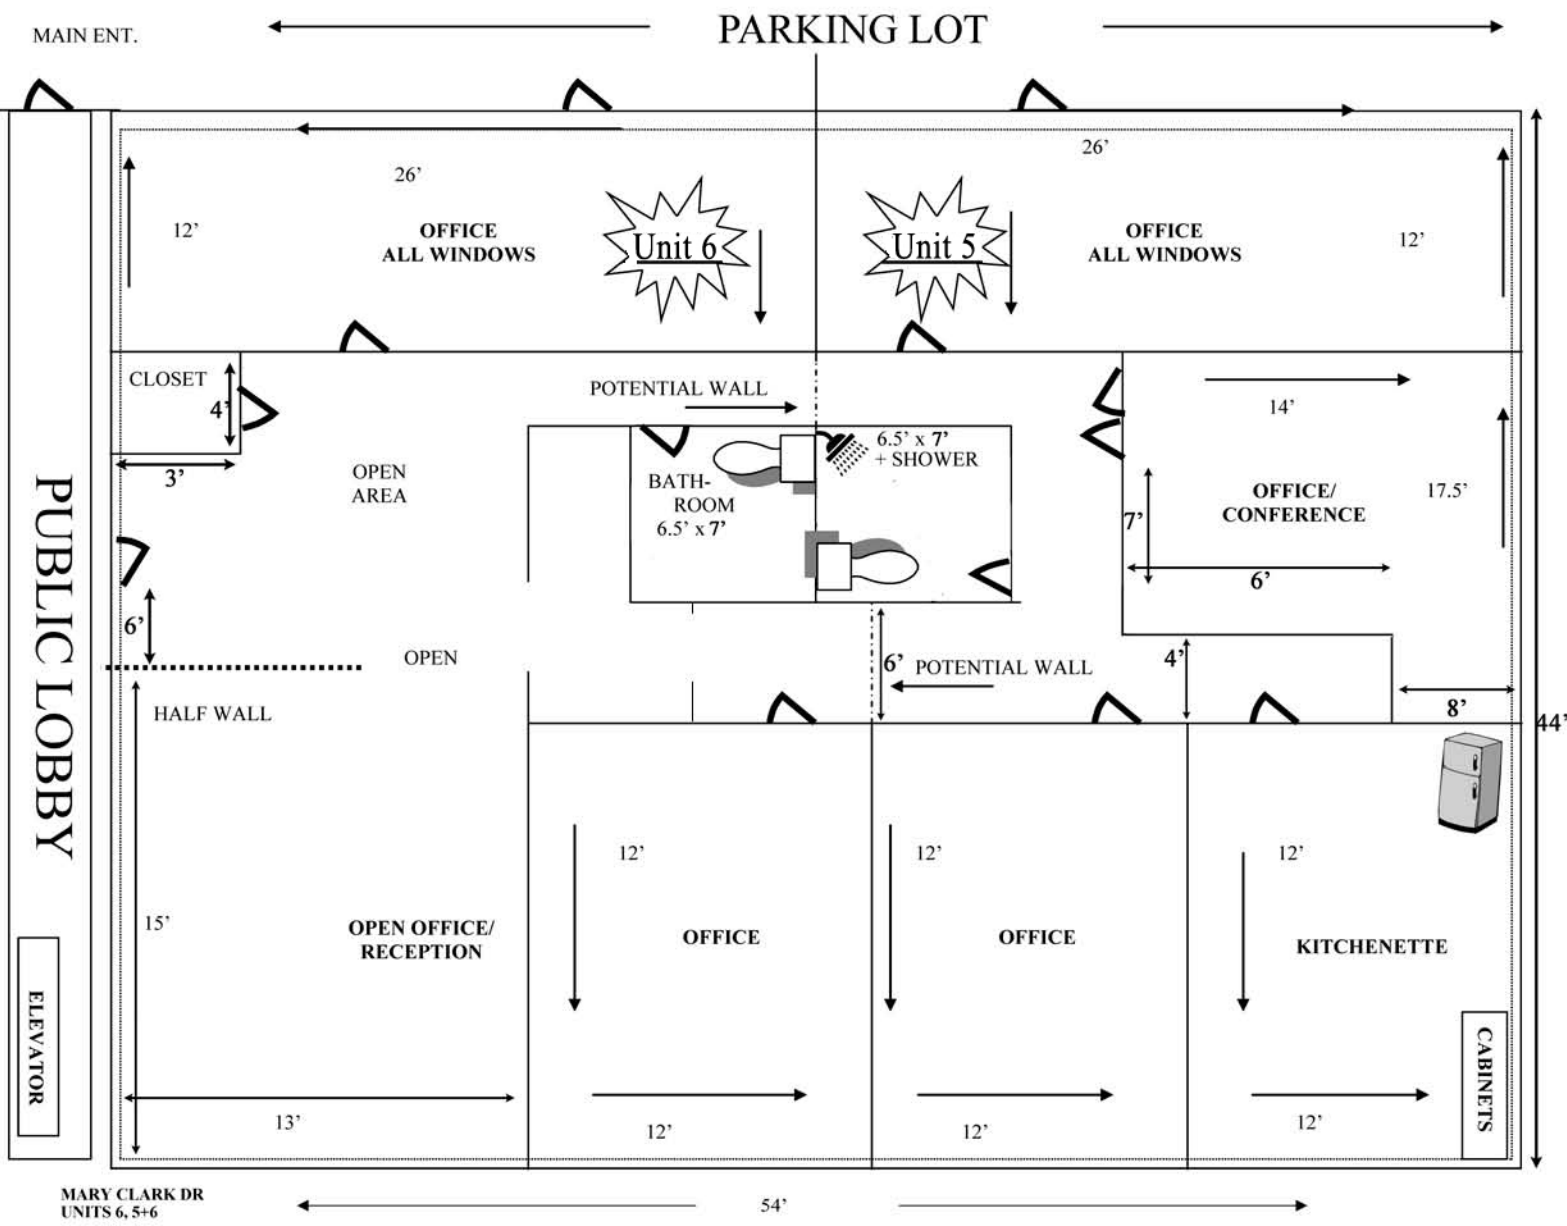 PARKING LOT
MAIN ENT.
26’
26’
12’
OFFICE
ALL WINDOWS
Unit 6
Unit 5
OFFICE
ALL WINDOWS
12’
CLOSET
4’
3’
POTENTIAL WALL
14’
OPEN
AREA
BATH-
ROOM
6.5’ x 7’
6.5’ x 7’
+ SHOWER
7’
OFFICE/
CONFERENCE
17.5’
6’
PUBLIC LOBBY
6’
OPEN
6’
POTENTIAL WALL
4’
8’
HALF WALL
44’
12’
12’
12’
15’
OPEN OFFICE/
RECEPTION
OFFICE
OFFICE
KITCHENETTE
ELEVATOR
CABINETS
13’
12’
12’
12’
MARY CLARK DR
UNITS 6, 5+6
54’